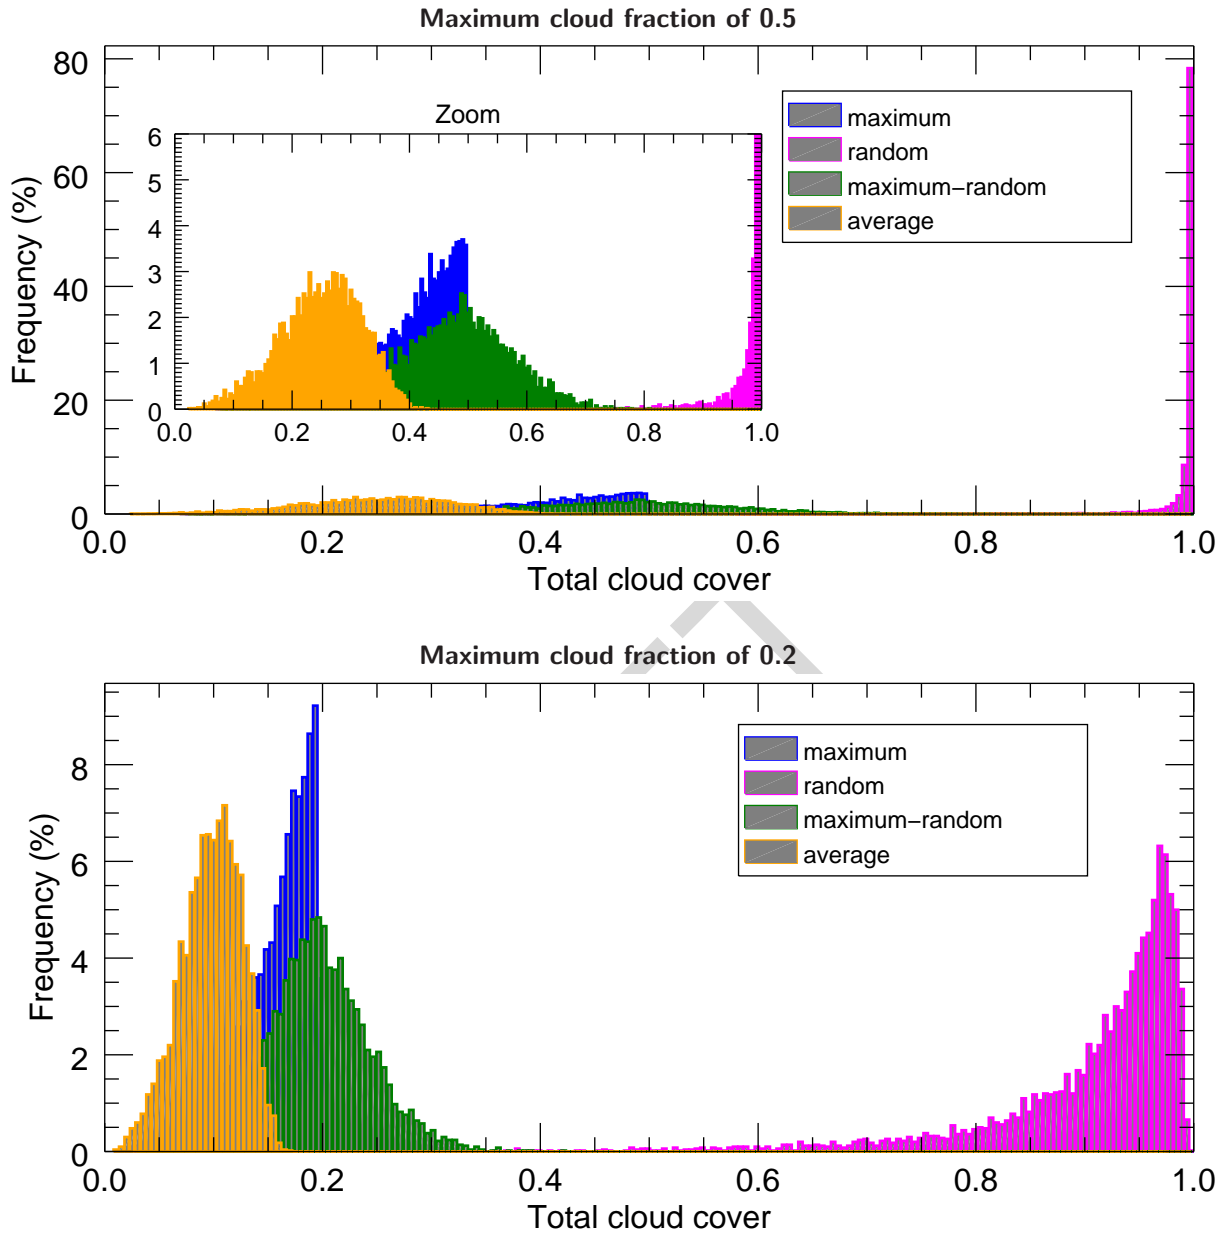 Maximum cloud fraction of 0.5
80
60
40
20
0
Frequency (%)
Zoom
6
5
4
3
2
1
0
0.0 0.2 0.4 0.6 0.8 1.0
maximum
random
maximum−random
average
0.0 0.2 0.4 0.6 0.8 1.0
Total cloud cover
Maximum cloud fraction of 0.2
8
6
4
2
0
Frequency (%)
maximum
random
maximum−random
average
0.0 0.2 0.4 0.6 0.8 1.0
Total cloud cover